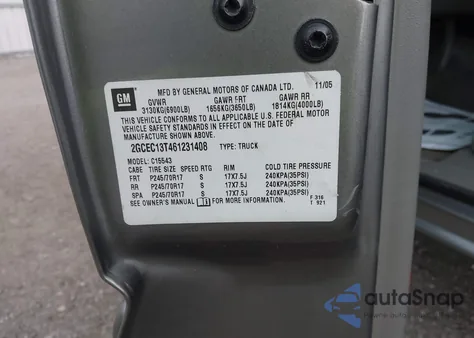 MFD BY GENERAL MOTORS OF CANADA LTD. 11/05
GM
GVWR GAWR FRT GAWR RR
3130KG(6900LB) 1656KG(3650LB) 1814KG(4000LB)
THIS VEHICLE CONFORMS TO ALL APPLICABLE U.S. FEDERAL MOTOR
VEHICLE SAFETY STANDARDS IN EFFECT ON THE DATE OF
MANUFACTURE SHOWN ABOVE.
2GCEC13T461231408 TYPE: TRUCK
MODEL: C15543
CABE TIRE SIZE SPEED RTG RIM COLD TIRE PRESSURE
FRT P245/70R17 S 17X7.5J 240KPA(35PSI)
RR P245/70R17 S 17X7.5J 240KPA(35PSI)
SPA P245/70R17 S 17X7.5J 240KPA(35PSI)
SEE OWNER'S MANUAL FOR MORE INFORMATION.
F 318
T 921
autoSnap